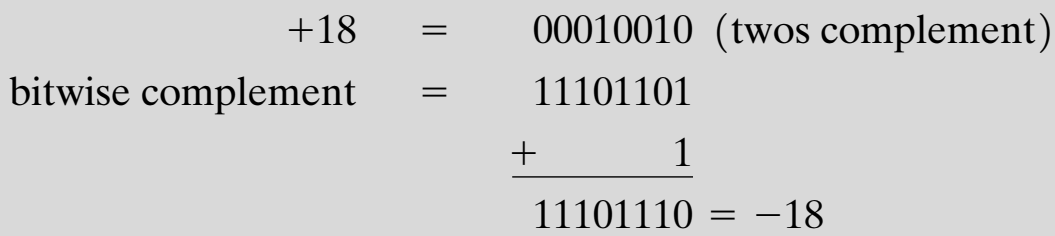 +18 = 00010010 (twos complement)
bitwise complement = 11101101
+ 1
11101110 = −18